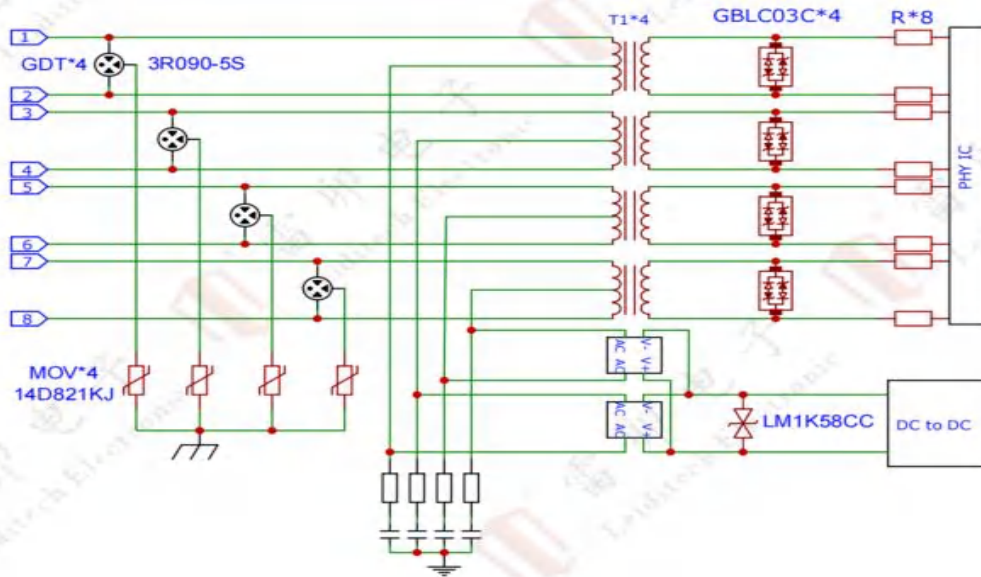 T1*4
GBLC03C*4
R*8
1
GDT*4
3R090-5S
2
3
4
5
6
7
8
PHY IC
MOV*4
14D821KJ
AC AC
V- V+
AC AC
V- V+
LM1K58CC
DC to DC